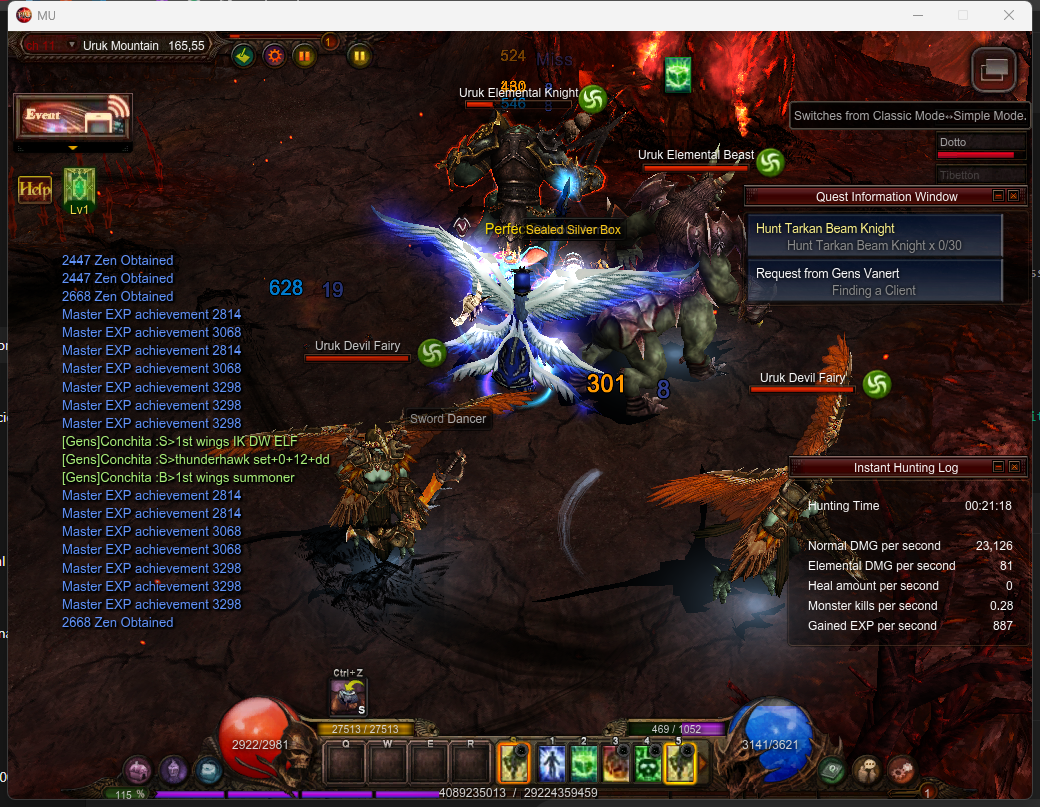 MU
Uruk Mountain 165,55
1
524
Miss
Uruk Elemental Knight
546
8
Event
Switches from Classic Mode↔Simple Mode.
Dotto
Tibetton
Uruk Elemental Beast
Quest Information Window
Help
Lv1
Hunt Tarkan Beam Knight
Hunt Tarkan Beam Knight x 0/30
Sealed Silver Box
Request from Gens Vanert
Finding a Client
2447 Zen Obtained
2447 Zen Obtained
2668 Zen Obtained
Master EXP achievement 2814
Master EXP achievement 3068
Master EXP achievement 2814
Master EXP achievement 3068
Master EXP achievement 3298
Master EXP achievement 3298
Master EXP achievement 3298
[Gens]Conchita :S>1st wings IK DW ELF
[Gens]Conchita :S>thunderhawk set+0+12+dd
[Gens]Conchita :B>1st wings summoner
Master EXP achievement 2814
Master EXP achievement 2814
Master EXP achievement 3068
Master EXP achievement 3068
Master EXP achievement 3298
Master EXP achievement 3298
Master EXP achievement 3298
2668 Zen Obtained
628 19
Uruk Devil Fairy
301 8
Uruk Devil Fairy
Sword Dancer
Instant Hunting Log
Hunting Time 00:21:18
Normal DMG per second 23,126
Elemental DMG per second 81
Heal amount per second 0
Monster kills per second 0.28
Gained EXP per second 887
Ctrl+Z
S
27513 / 27513
469 / 1052
2922/2981
Q W E R
1 2 3 4 5
3141/3621
115 %
4089235013 / 29224359459
1